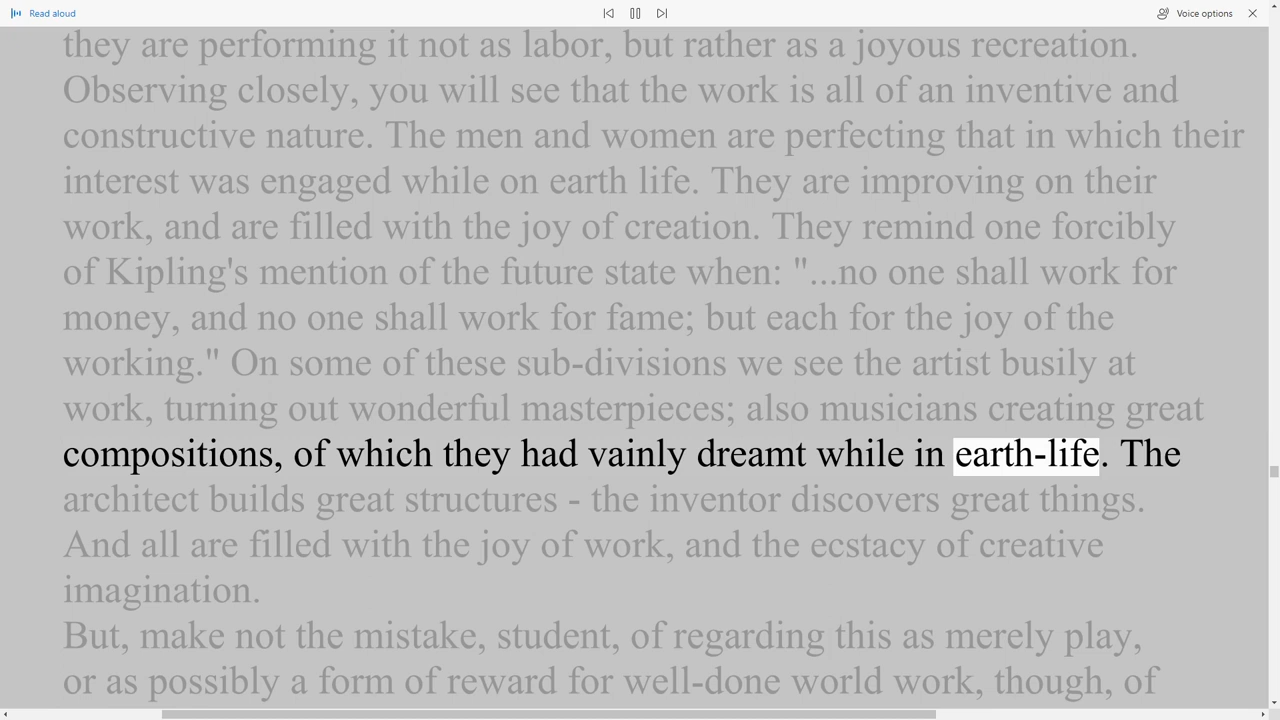 Read aloud
Voice options
they are performing it not as labor, but rather as a joyous recreation.
Observing closely, you will see that the work is all of an inventive and
constructive nature. The men and women are perfecting that in which their
interest was engaged while on earth life. They are improving on their
work, and are filled with the joy of creation. They remind one forcibly
of Kipling's mention of the future state when: "...no one shall work for
money, and no one shall work for fame; but each for the joy of the
working." On some of these sub-divisions we see the artist busily at
work, turning out wonderful masterpieces; also musicians creating great
compositions, of which they had vainly dreamt while in earth-life. The
architect builds great structures - the inventor discovers great things.
And all are filled with the joy of work, and the ecstacy of creative
imagination.
But, make not the mistake, student, of regarding this as merely play,
or as possibly a form of reward for well-done world work, though, of